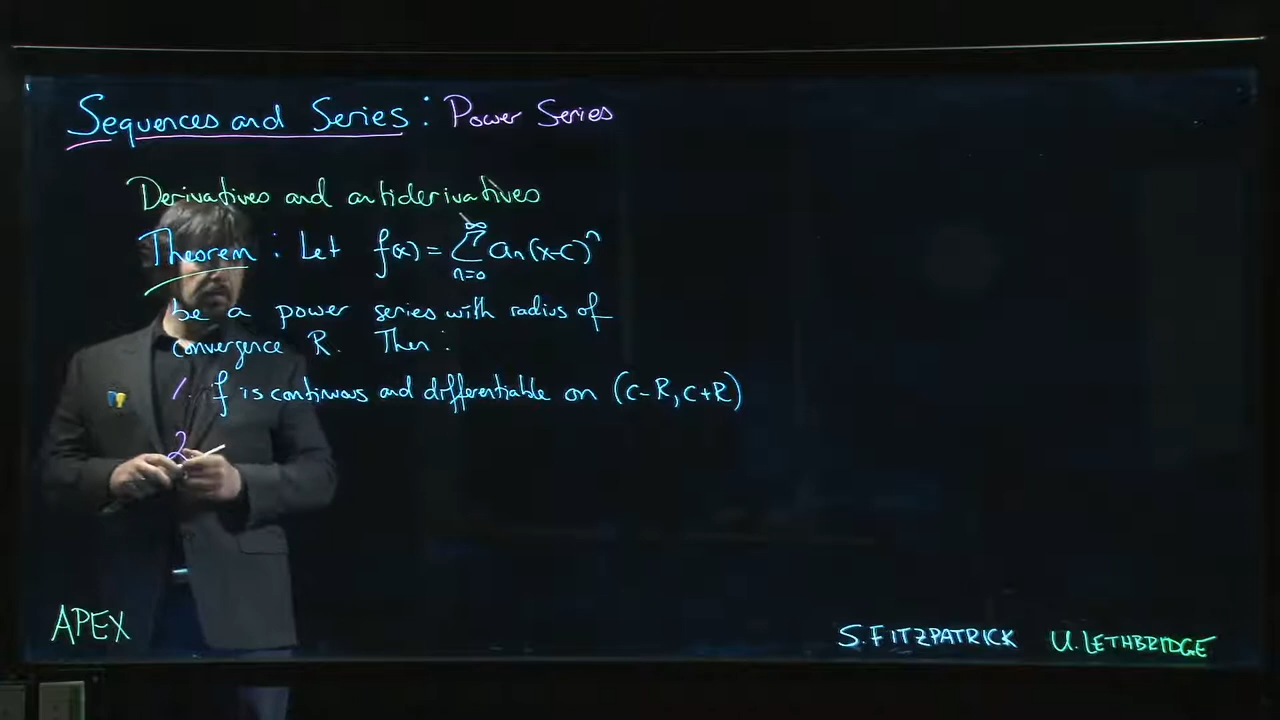 Sequences and Series : Power Series
Derivatives and antiderivatives
Theorem : Let f(x) = ∑_{n=0}^{∞} aₙ(x-c)ⁿ
be a power series with radius of
convergence R. Then :
1. f is continuous and differentiable on (c-R, c+R)
2
APEX
S. FITZPATRICK U. LETHBRIDGE